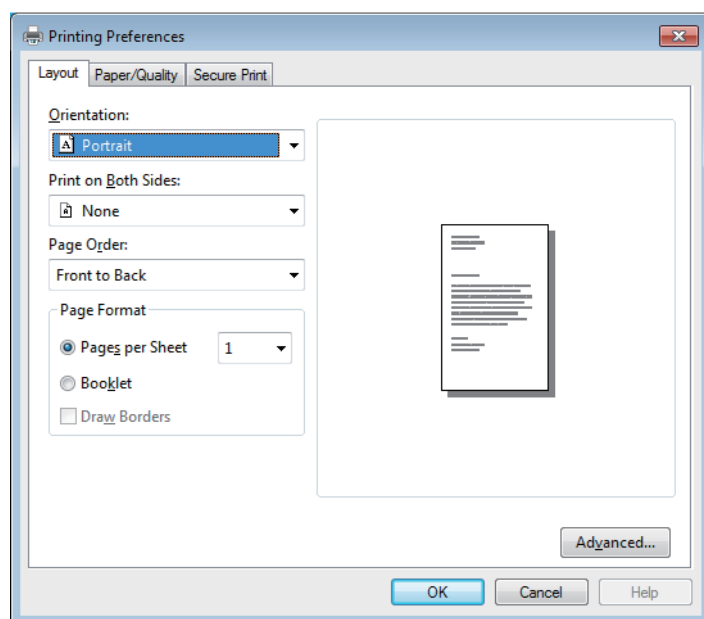 Printing Preferences
Layout Paper/Quality Secure Print
Orientation:
A Portrait
Print on Both Sides:
A None
Page Order:
Front to Back
Page Format
Pages per Sheet 1
Booklet
Draw Borders
Advanced...
OK Cancel Help